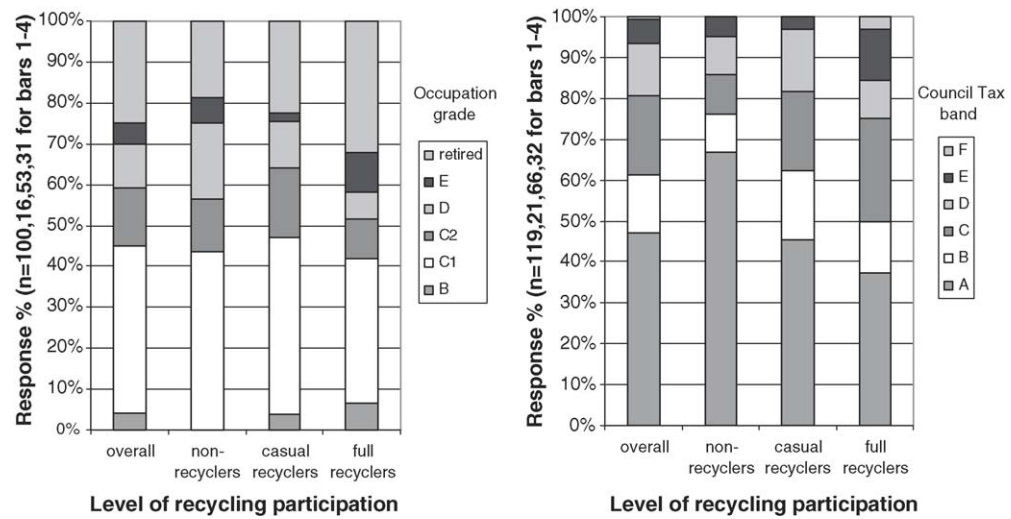 Response % (n=100,16,53,31 for bars 1-4)
100%
90%
80%
70%
60%
50%
40%
30%
20%
10%
0%
overall
non-
recyclers
casual
recyclers
full
recyclers
Level of recycling participation
Occupation
grade
retired
E
D
C2
C1
B
Response % (n=119,21,66,32 for bars 1-4)
100%
90%
80%
70%
60%
50%
40%
30%
20%
10%
0%
overall
non-
recyclers
casual
recyclers
full
recyclers
Level of recycling participation
Council Tax
band
F
E
D
C
B
A